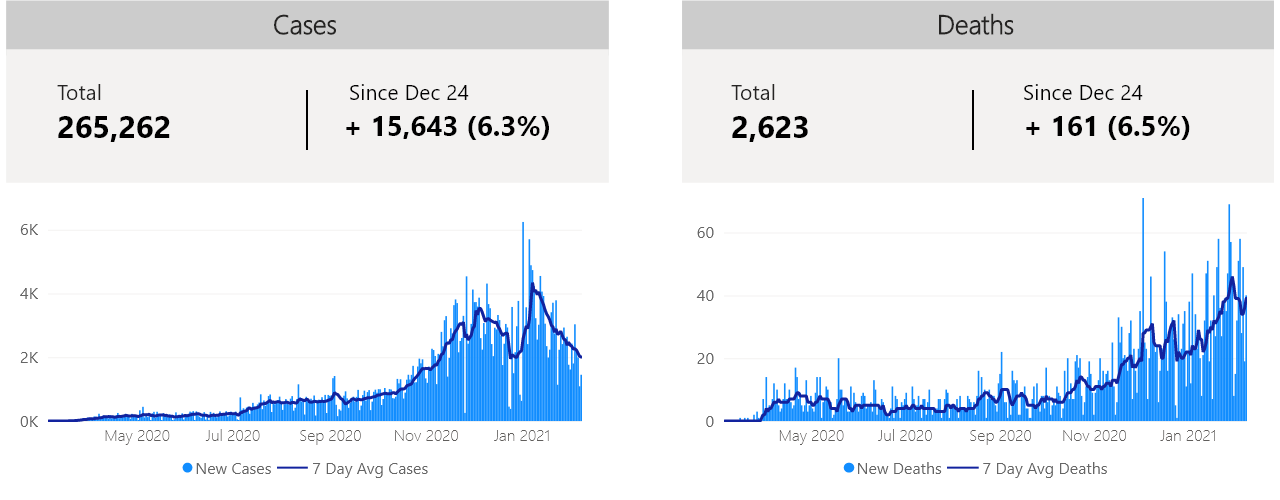 Cases
Total
Since Dec 24
265,262
+ 15,643 (6.3%)
6K
4K
2K
0K
May 2020
Jul 2020
Sep 2020
Nov 2020
Jan 2021
New Cases
7 Day Avg Cases
Deaths
Total
Since Dec 24
2,623
+ 161 (6.5%)
60
40
20
0
May 2020
Jul 2020
Sep 2020
Nov 2020
Jan 2021
New Deaths
7 Day Avg Deaths